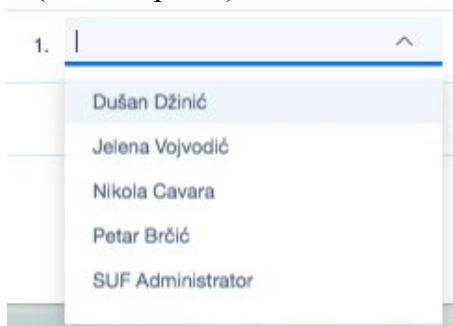 1.
Dušan Džinić
Jelena Vojvodić
Nikola Cavara
Petar Brčić
SUF Administrator